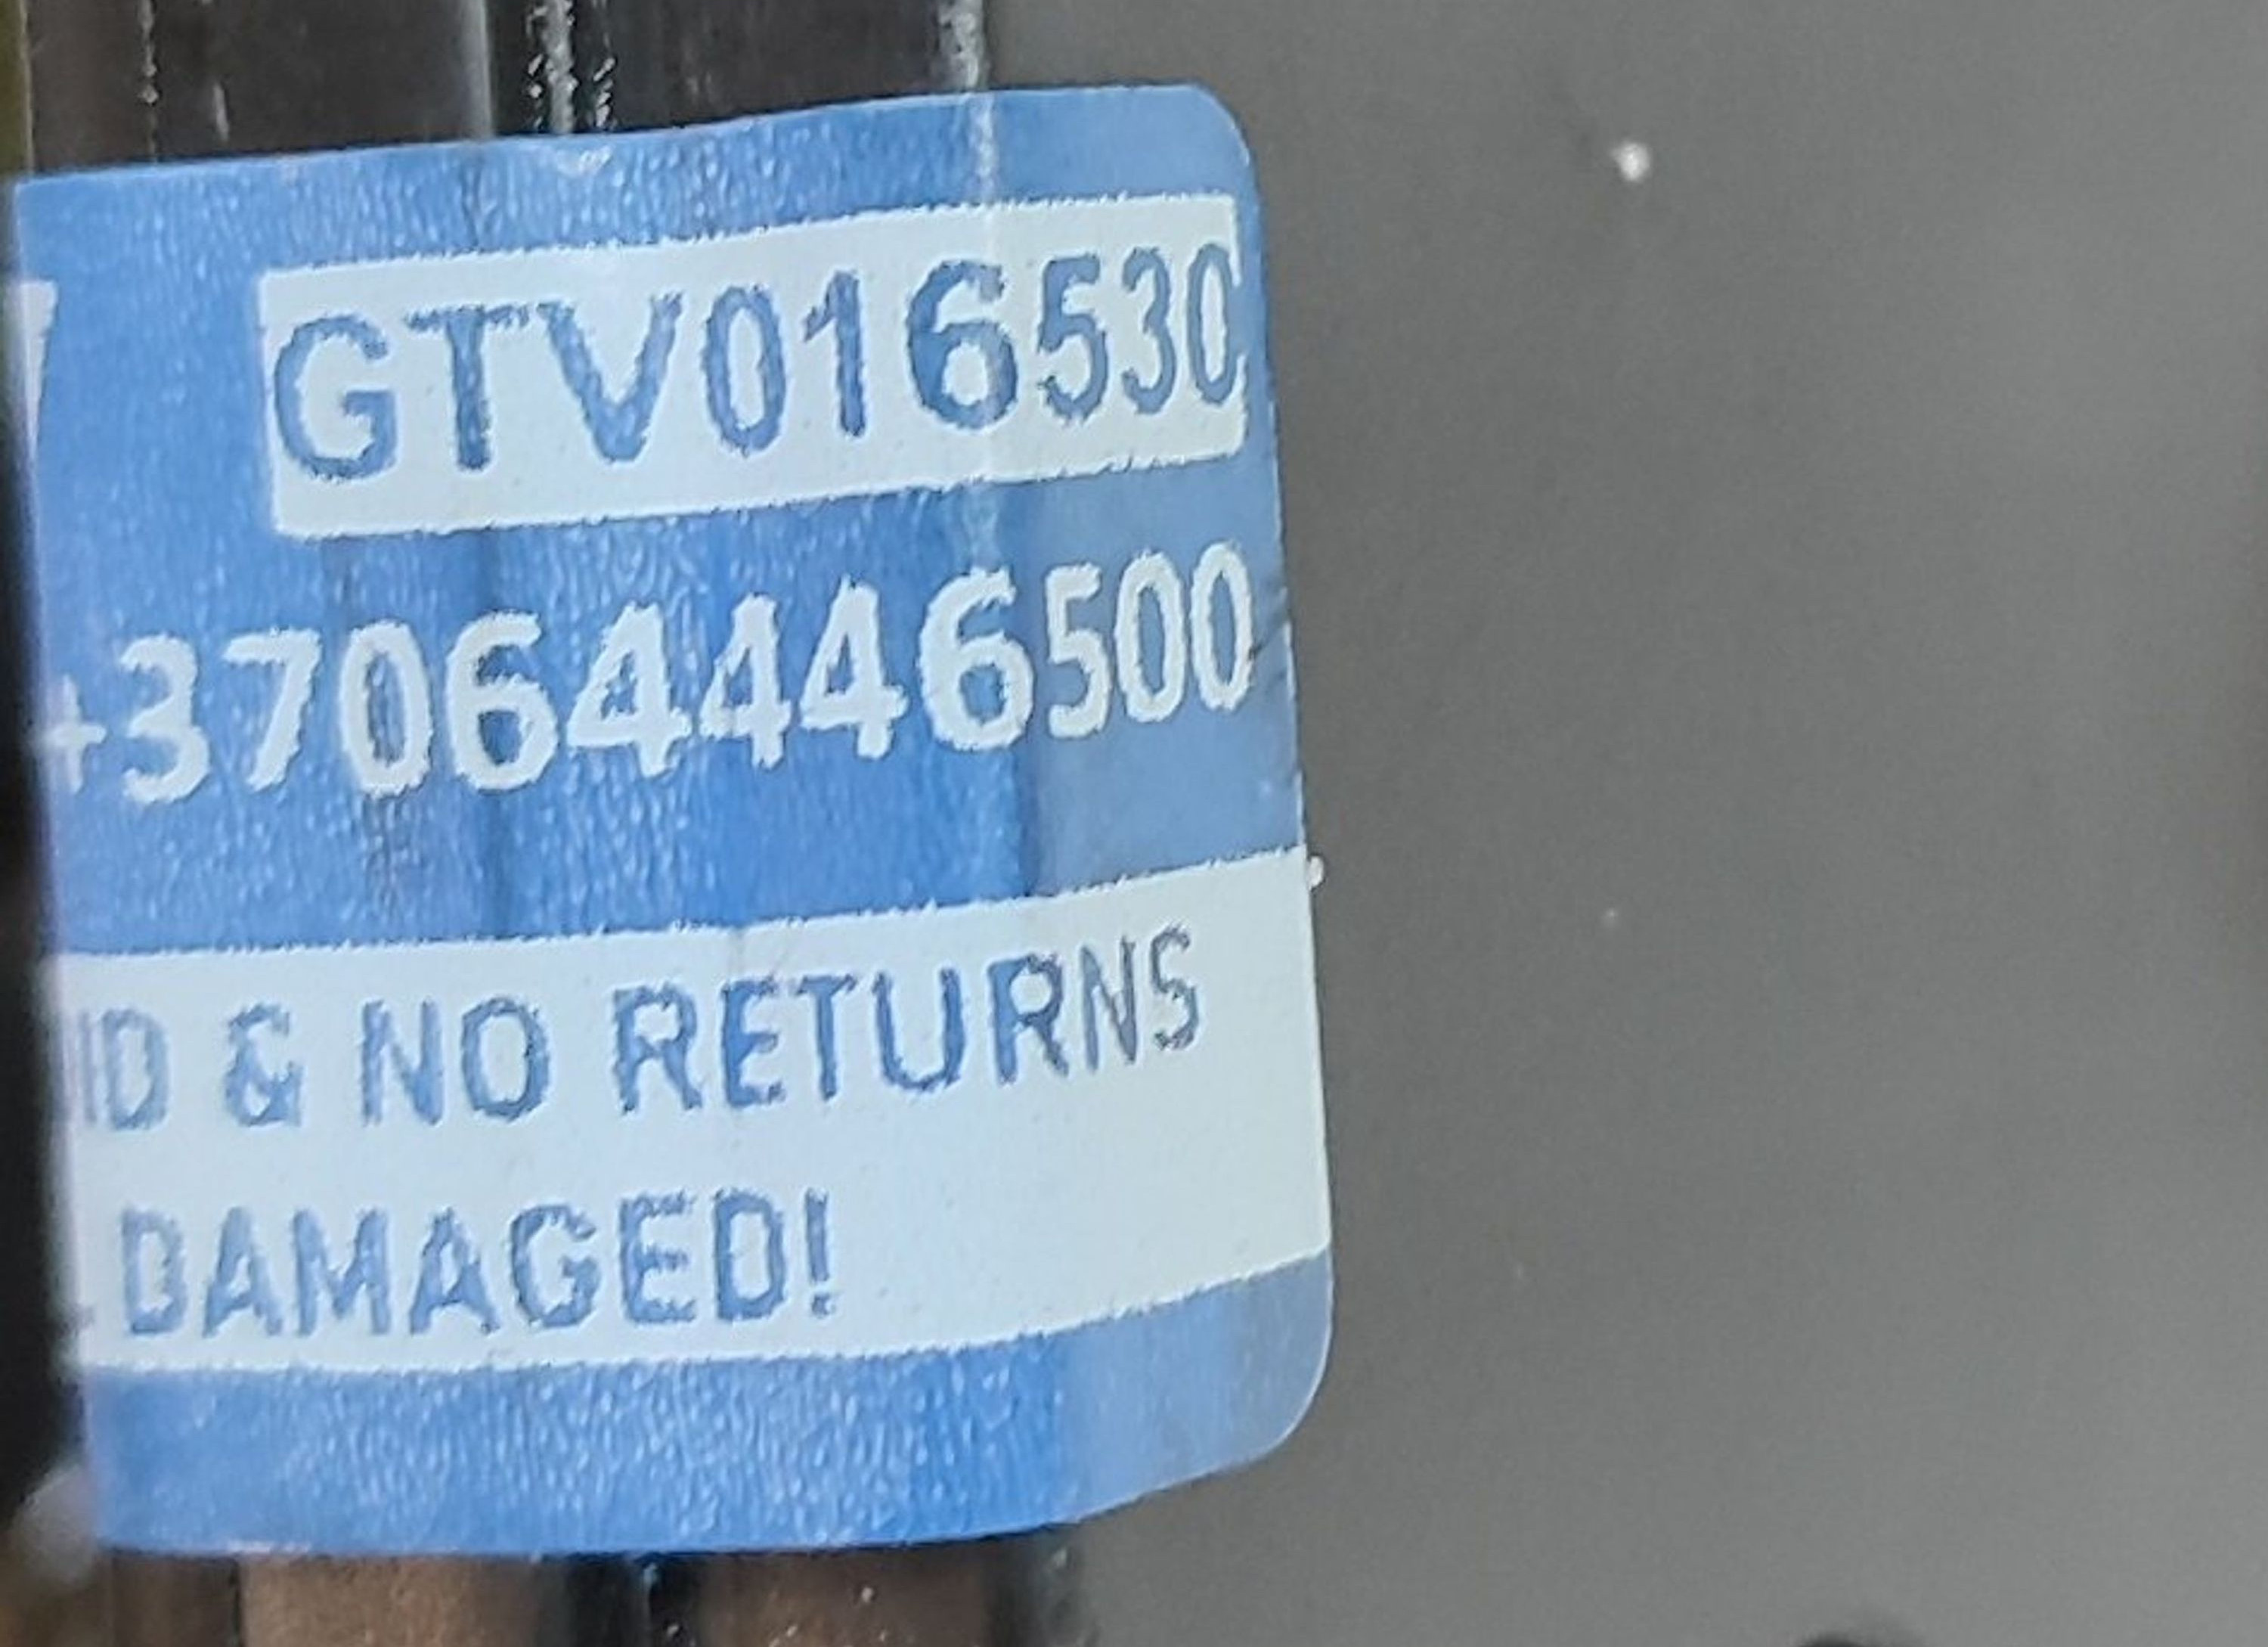 GTV016530
+37064446500
ID & NO RETURNS
DAMAGED!